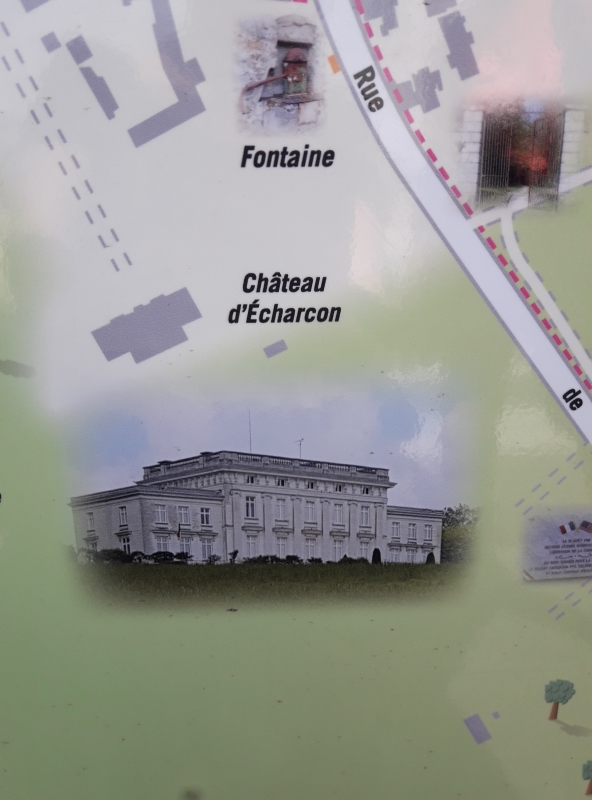 Rue
Fontaine
Château
d'Écharcon
de